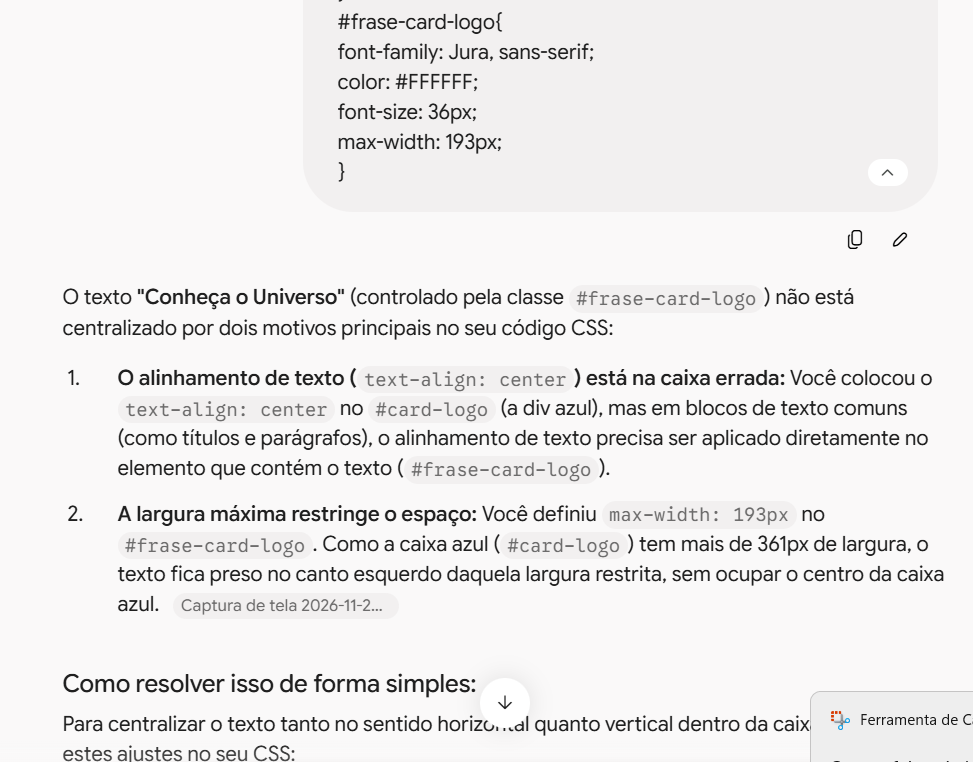 #frase-card-logo{
font-family: Jura, sans-serif;
color: #FFFFFF;
font-size: 36px;
max-width: 193px;
}
O texto "Conheça o Universo" (controlado pela classe #frase-card-logo ) não está
centralizado por dois motivos principais no seu código CSS:
1. O alinhamento de texto ( text-align: center ) está na caixa errada: Você colocou o
text-align: center no #card-logo (a div azul), mas em blocos de texto comuns
(como títulos e parágrafos), o alinhamento de texto precisa ser aplicado diretamente no
elemento que contém o texto ( #frase-card-logo ).
2. A largura máxima restringe o espaço: Você definiu max-width: 193px no
#frase-card-logo . Como a caixa azul ( #card-logo ) tem mais de 361px de largura, o
texto fica preso no canto esquerdo daquela largura restrita, sem ocupar o centro da caixa
azul. Captura de tela 2026-11-2...
Como resolver isso de forma simples:
Para centralizar o texto tanto no sentido horizontal quanto vertical dentro da caixa
estes ajustes no seu CSS:
Ferramenta de